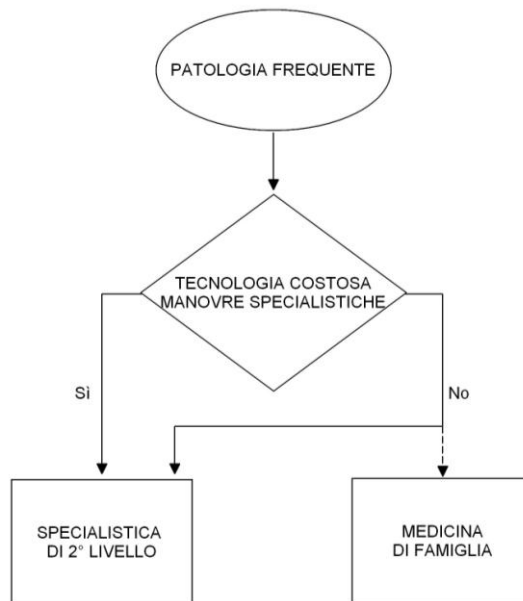 PATOLOGIA FREQUENTE
TECNOLOGIA COSTOSA
MANOVRE SPECIALISTICHE
Sì
No
SPECIALISTICA
DI 2° LIVELLO
MEDICINA
DI FAMIGLIA